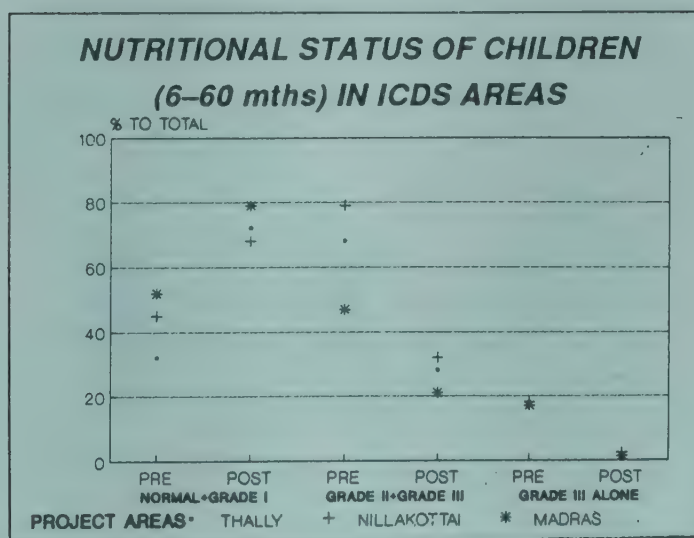 NUTRITIONAL STATUS OF CHILDREN
(6–60 mths) IN ICDS AREAS
% TO TOTAL
100
80
60
40
20
0
PRE POST PRE POST PRE POST
NORMAL+GRADE I GRADE II+GRADE III GRADE III ALONE
PROJECT AREAS • THALLY + NILLAKOTTAI * MADRAS